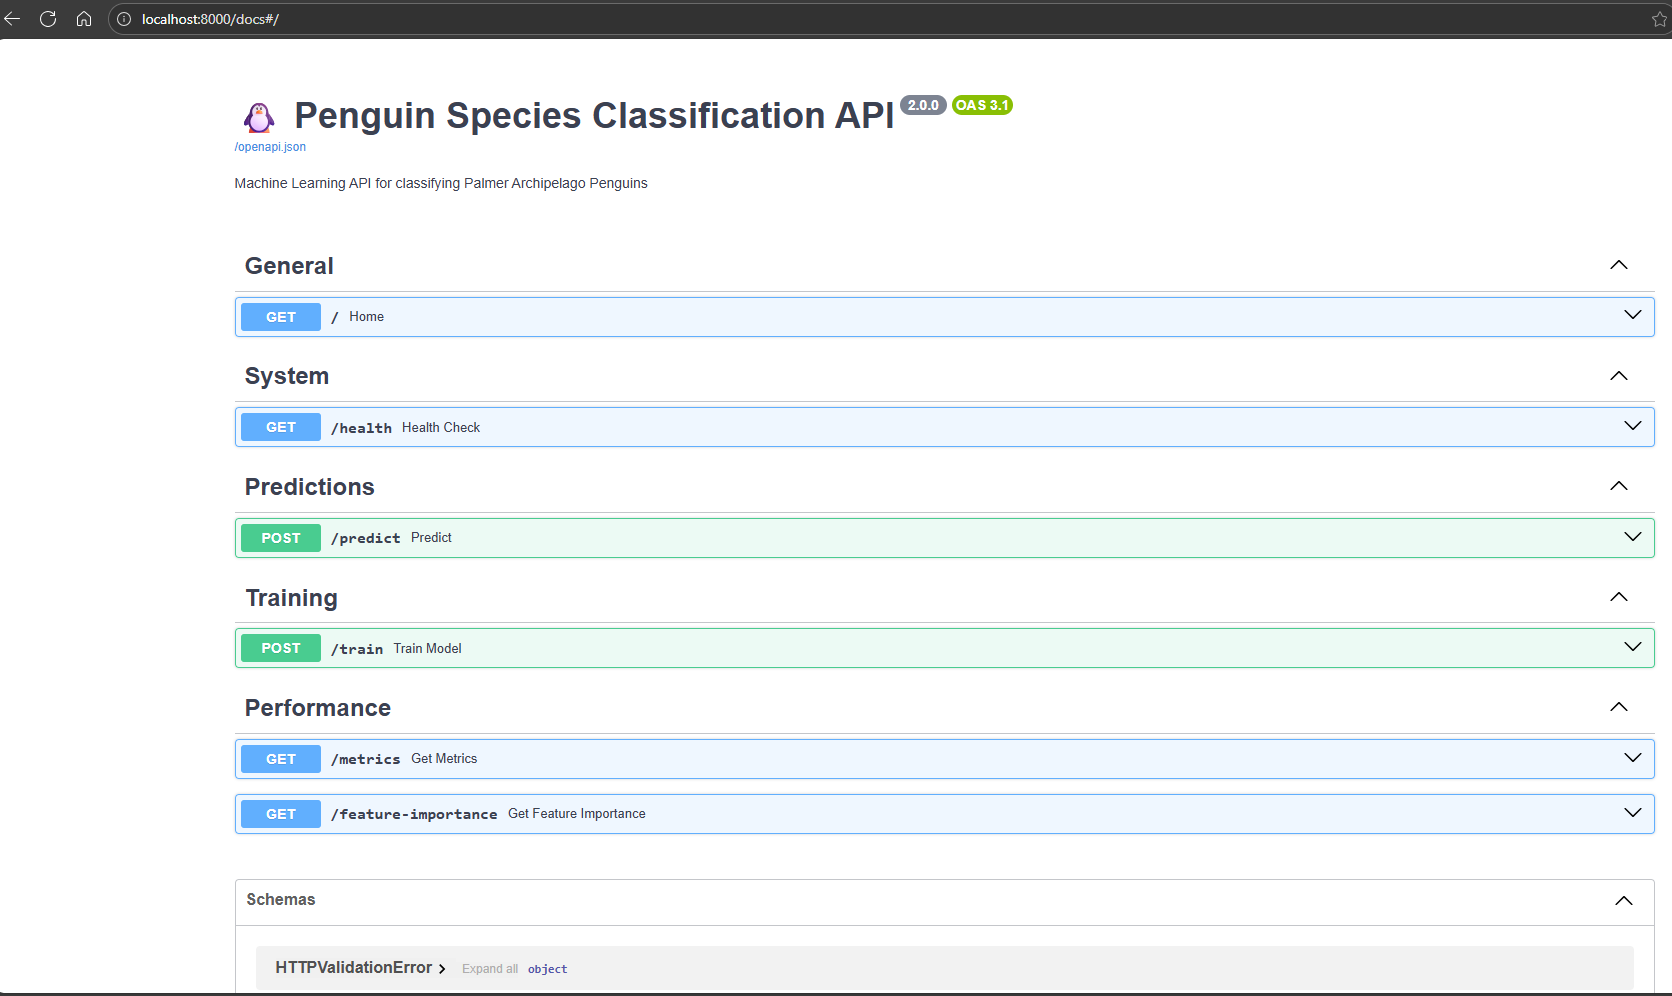 localhost:8000/docs#/
Penguin Species Classification API 2.0.0 OAS 3.1
/openapi.json
Machine Learning API for classifying Palmer Archipelago Penguins
General
GET / Home
System
GET /health Health Check
Predictions
POST /predict Predict
Training
POST /train Train Model
Performance
GET /metrics Get Metrics
GET /feature-importance Get Feature Importance
Schemas
HTTPValidationError Expand all object